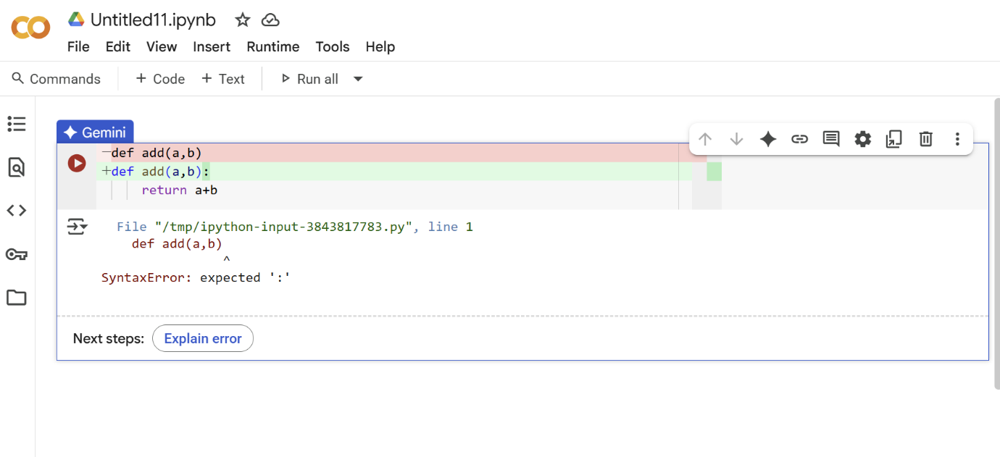 Untitled11.ipynb
File Edit View Insert Runtime Tools Help
Commands + Code + Text Run all
Gemini
−def add(a,b)
+def add(a,b):
return a+b
File "/tmp/ipython-input-3843817783.py", line 1
def add(a,b)
^
SyntaxError: expected ':'
Next steps: Explain error